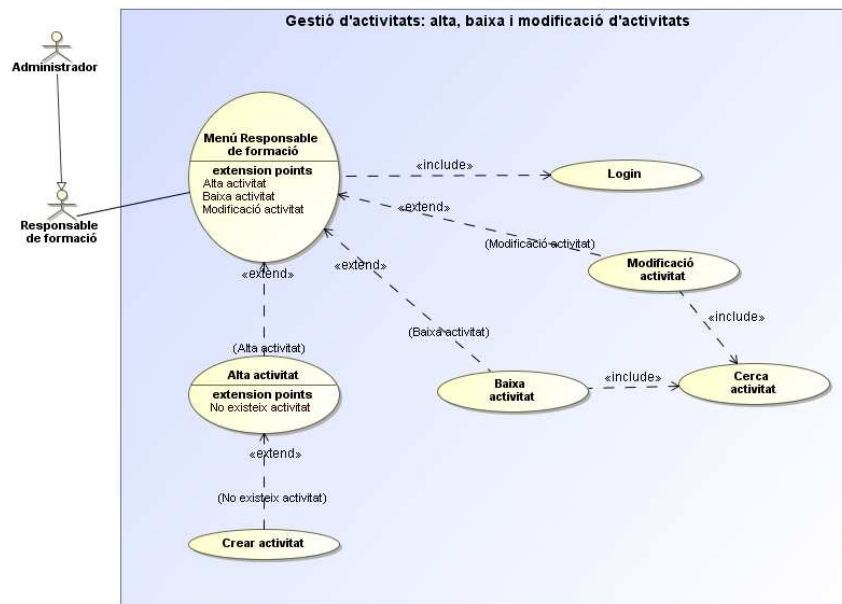 Gestió d'activitats: alta, baixa i modificació d'activitats
Administrador
Menú Responsable
de formació
extension points
Alta activitat
Baixa activitat
Modificació activitat
«include»
Login
Responsable
de formació
«extend»
(Modificació activitat)
Modificació
activitat
«extend»
«extend»
«include»
(Baixa activitat)
(Alta activitat)
Alta activitat
extension points
No existeix activitat
Baixa
activitat
«include»
Cerca
activitat
«extend»
(No existeix activitat)
Crear activitat